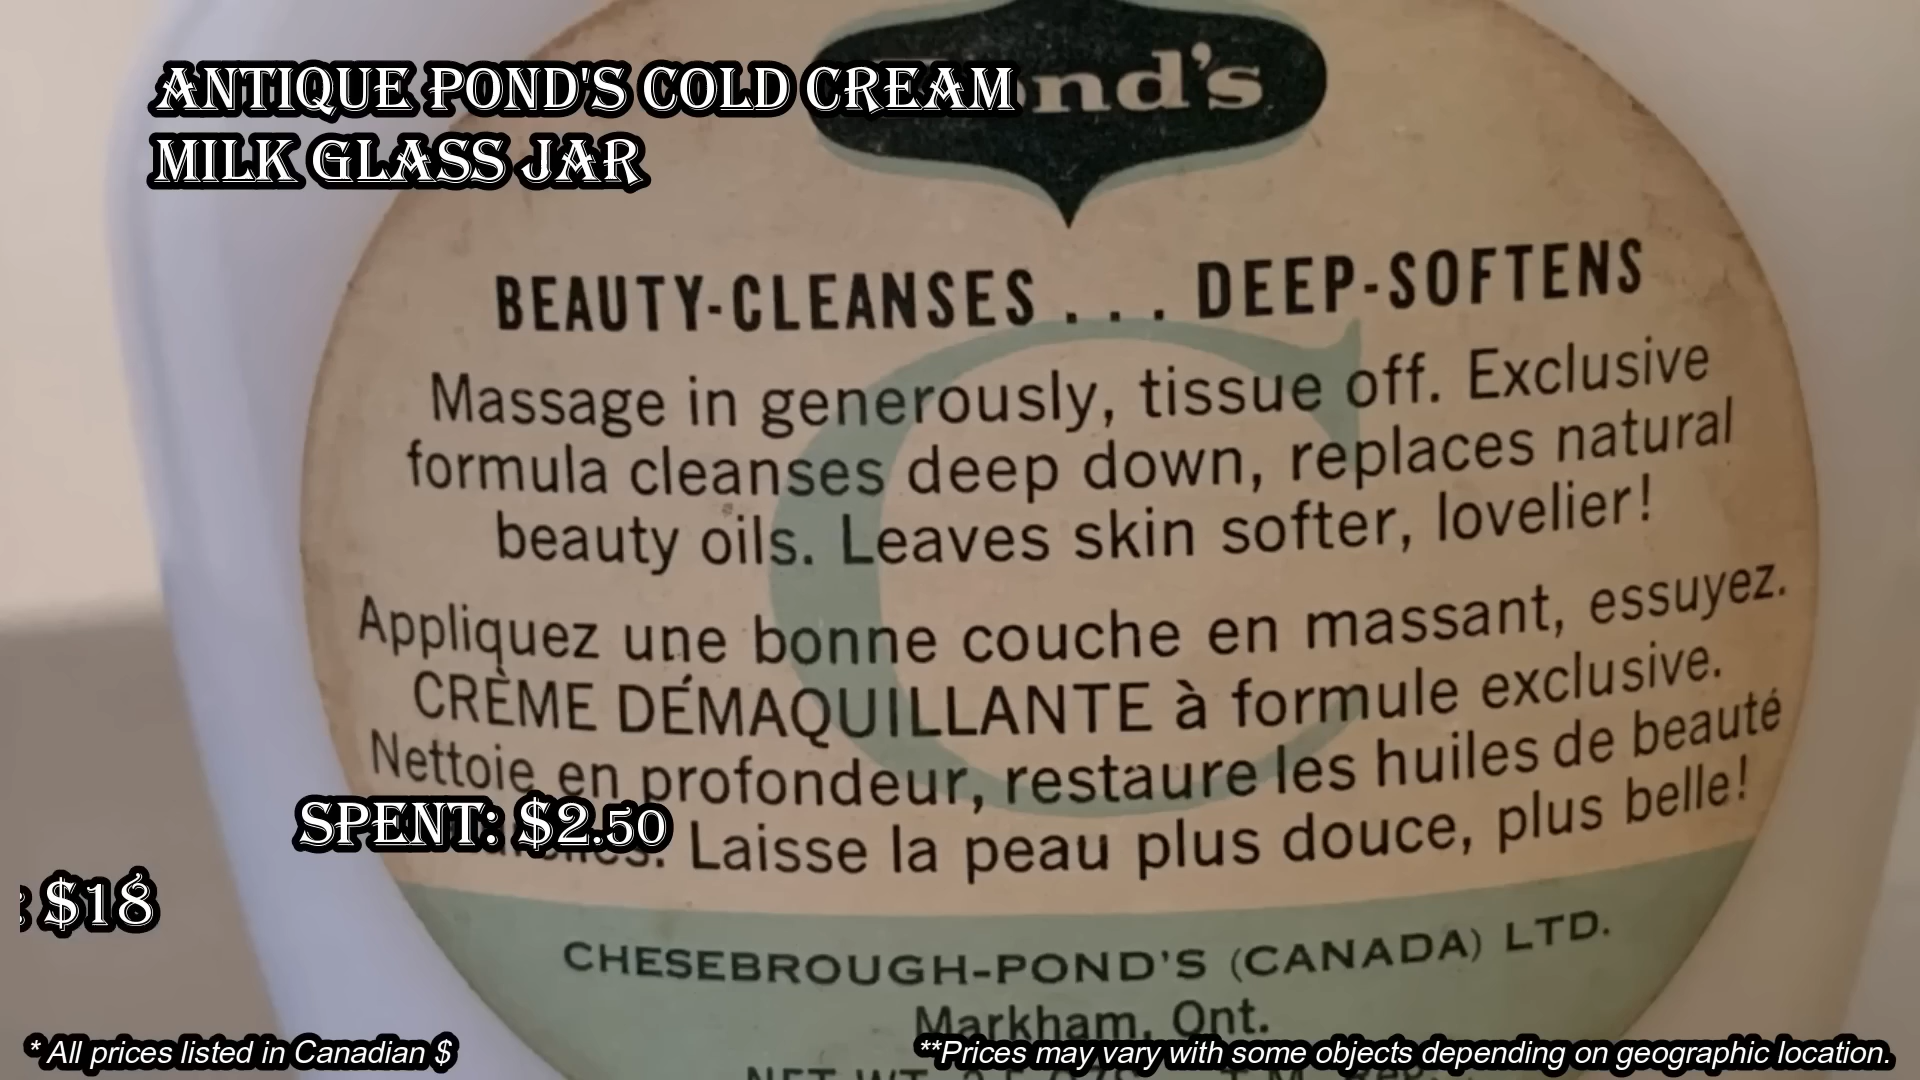 ANTIQUE POND'S COLD CREAM
MILK GLASS JAR
nd's
BEAUTY-CLEANSES . . . DEEP-SOFTENS
Massage in generously, tissue off. Exclusive
formula cleanses deep down, replaces natural
beauty oils. Leaves skin softer, lovelier!
Appliquez une bonne couche en massant, essuyez.
CRÈME DÉMAQUILLANTE à formule exclusive.
Nettoie en profondeur, restaure les huiles de beauté
Laisse la peau plus douce, plus belle!
SPENT: $2.50
: $18
CHESEBROUGH-POND'S (CANADA) LTD.
Markham, Ont.
* All prices listed in Canadian $
**Prices may vary with some objects depending on geographic location.